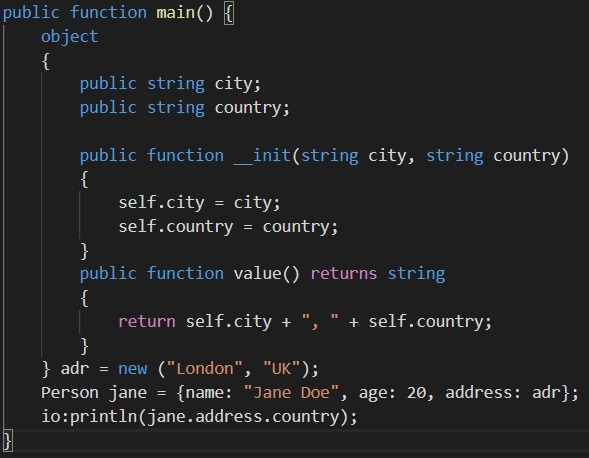 public function main() {
object
{
public string city;
public string country;
public function __init(string city, string country)
{
self.city = city;
self.country = country;
}
public function value() returns string
{
return self.city + ", " + self.country;
}
} adr = new ("London", "UK");
Person jane = {name: "Jane Doe", age: 20, address: adr};
io:println(jane.address.country);
}